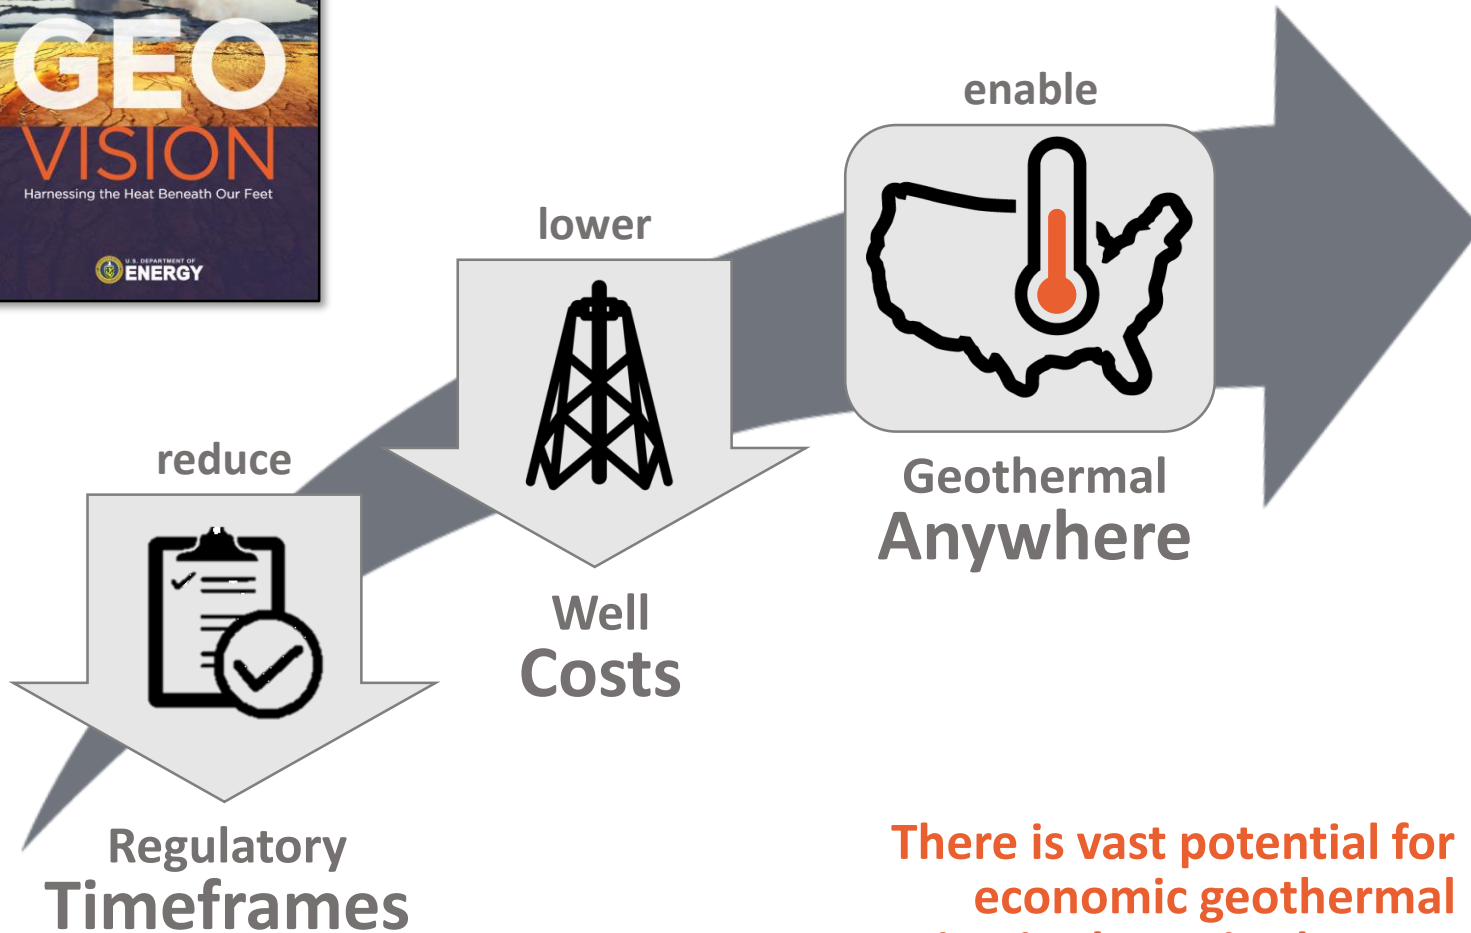 GEO
VISION
Harnessing the Heat Beneath Our Feet
U.S. DEPARTMENT OF
ENERGY
reduce
Regulatory
Timeframes
lower
Well
Costs
enable
Geothermal
Anywhere
There is vast potential for
economic geothermal